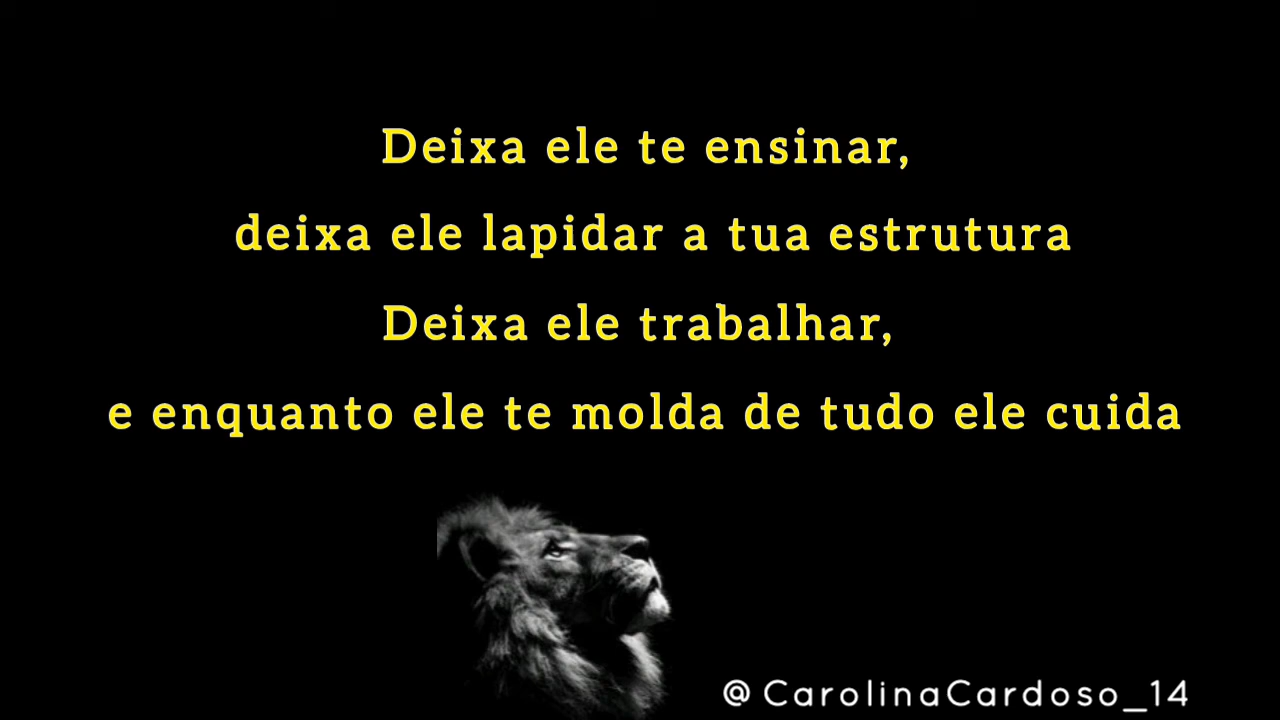 Deixa ele te ensinar,
deixa ele lapidar a tua estrutura
Deixa ele trabalhar,
e enquanto ele te molda de tudo ele cuida
@CarolinaCardoso_14